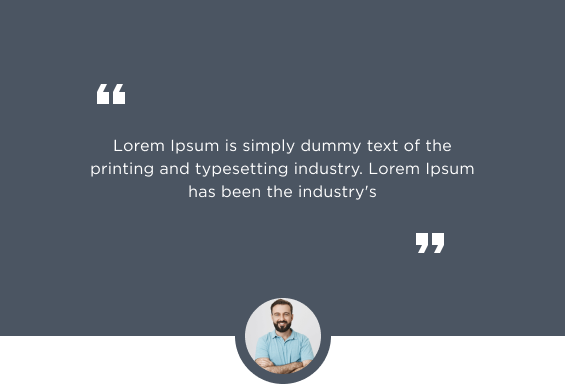 “
Lorem Ipsum is simply dummy text of the
printing and typesetting industry. Lorem Ipsum
has been the industry's
”